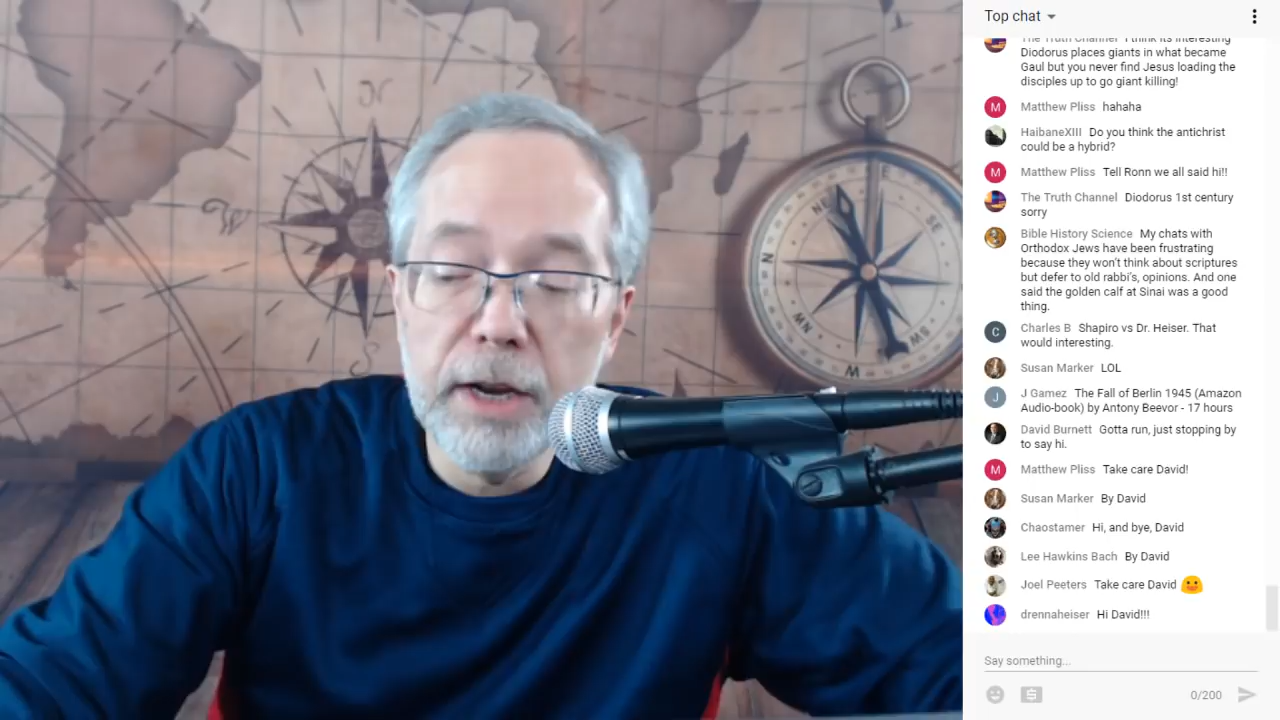 Top chat
The Truth Channel I think its interesting
Diodorus places giants in what became
Gaul but you never find Jesus loading the
disciples up to go giant killing!
Matthew Pliss hahaha
HaibaneXIII Do you think the antichrist
could be a hybrid?
Matthew Pliss Tell Ronn we all said hi!!
The Truth Channel Diodorus 1st century
sorry
Bible History Science My chats with
Orthodox Jews have been frustrating
because they won't think about scriptures
but defer to old rabbi's, opinions. And one
said the golden calf at Sinai was a good
thing.
Charles B Shapiro vs Dr. Heiser. That
would interesting.
Susan Marker LOL
J Gamez The Fall of Berlin 1945 (Amazon
Audio-book) by Antony Beevor - 17 hours
David Burnett Gotta run, just stopping by
to say hi.
Matthew Pliss Take care David!
Susan Marker By David
Chaostamer Hi, and bye, David
Lee Hawkins Bach By David
Joel Peeters Take care David
drennaheiser Hi David!!!
Say something...
0/200
M
M
C
J
M
N
W
S
E
NE
SE
N
NW
W
SW